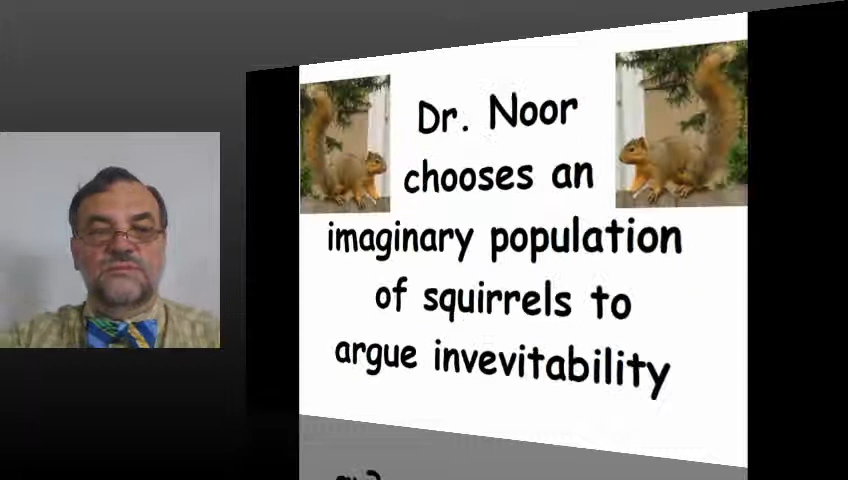 Dr. Noor
chooses an
imaginary population
of squirrels to
argue invevitability